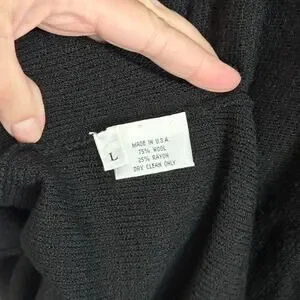 L
MADE IN U.S.A.
75% WOOL
25% RAYON
DRY CLEAN ONLY